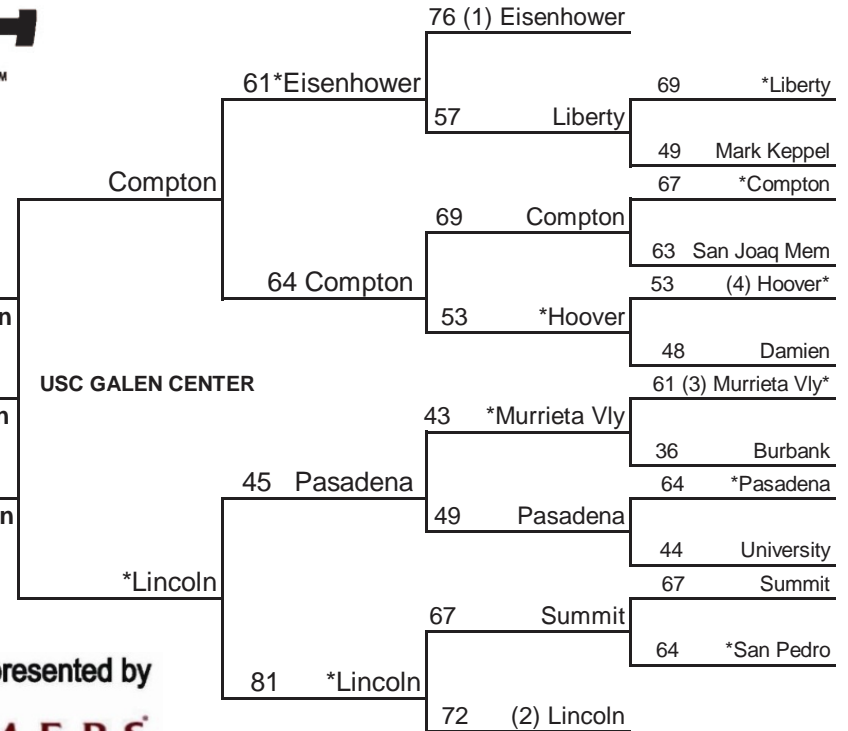 76 (1) Eisenhower
61*Eisenhower
69 *Liberty
57 Liberty
49 Mark Keppel
Compton
67 *Compton
69 Compton
63 San Joaq Mem
64 Compton
53 (4) Hoover*
53 *Hoover
48 Damien
USC GALEN CENTER
61 (3) Murrieta Vly*
43 *Murrieta Vly
36 Burbank
45 Pasadena
64 *Pasadena
49 Pasadena
44 University
*Lincoln
67 Summit
67 Summit
64 *San Pedro
presented by
81 *Lincoln
72 (2) Lincoln